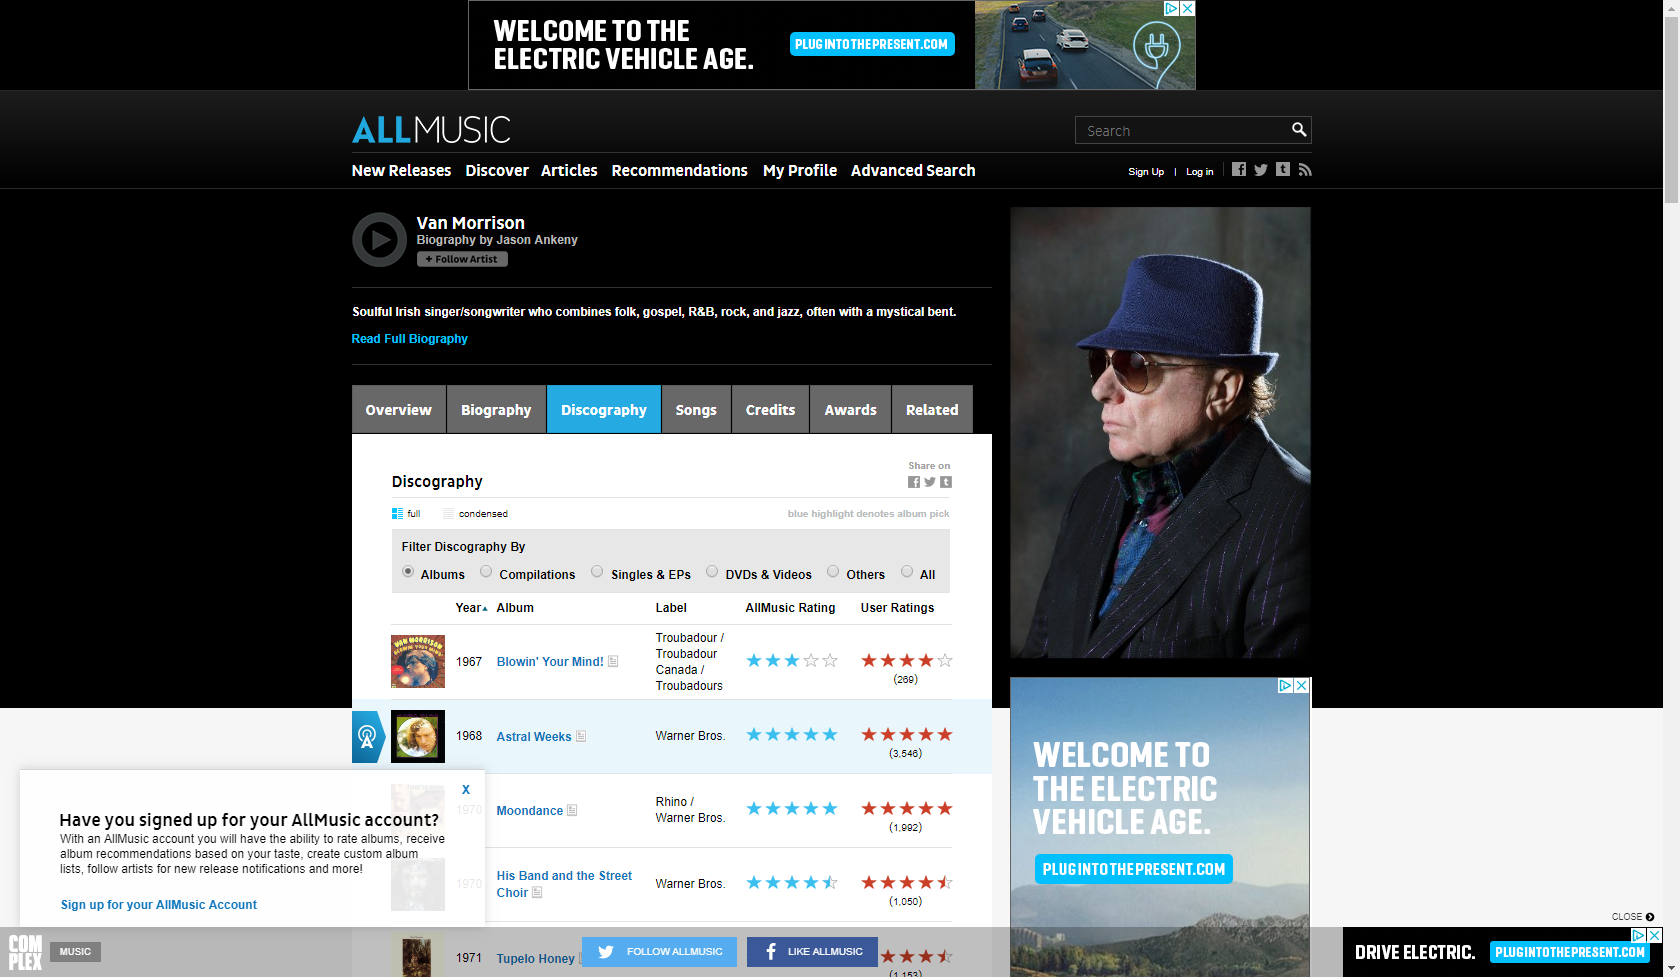 WELCOME TO THE
ELECTRIC VEHICLE AGE.
PLUGINTOTHEPRESENT.COM
ALLMUSIC
Search
New Releases Discover Articles Recommendations My Profile Advanced Search
Sign Up | Log in
Van Morrison
Biography by Jason Ankeny
+ Follow Artist
Soulful Irish singer/songwriter who combines folk, gospel, R&B, rock, and jazz, often with a mystical bent.
Read Full Biography
Overview Biography Discography Songs Credits Awards Related
Share on
Discography
full condensed
blue highlight denotes album pick
Filter Discography By
Albums Compilations Singles & EPs DVDs & Videos Others All
Year Album Label AllMusic Rating User Ratings
VAN MORRISON
BLOWIN' YOUR MIND!
1967 Blowin' Your Mind!
Troubadour /
Troubadour
Canada /
Troubadours
(269)
1968 Astral Weeks Warner Bros.
(3,546)
1970 Moondance
Rhino /
Warner Bros.
(1,992)
1970 His Band and the Street
Choir
Warner Bros.
(1,050)
1971 Tupelo Honey
(1,153)
X
Have you signed up for your AllMusic account?
With an AllMusic account you will have the ability to rate albums, receive
album recommendations based on your taste, create custom album
lists, follow artists for new release notifications and more!
Sign up for your AllMusic Account
WELCOME TO
THE ELECTRIC
VEHICLE AGE.
PLUGINTOTHEPRESENT.COM
CLOSE
COM
PLEX
MUSIC
FOLLOW ALLMUSIC
LIKE ALLMUSIC
DRIVE ELECTRIC.
PLUGINTOTHEPRESENT.COM